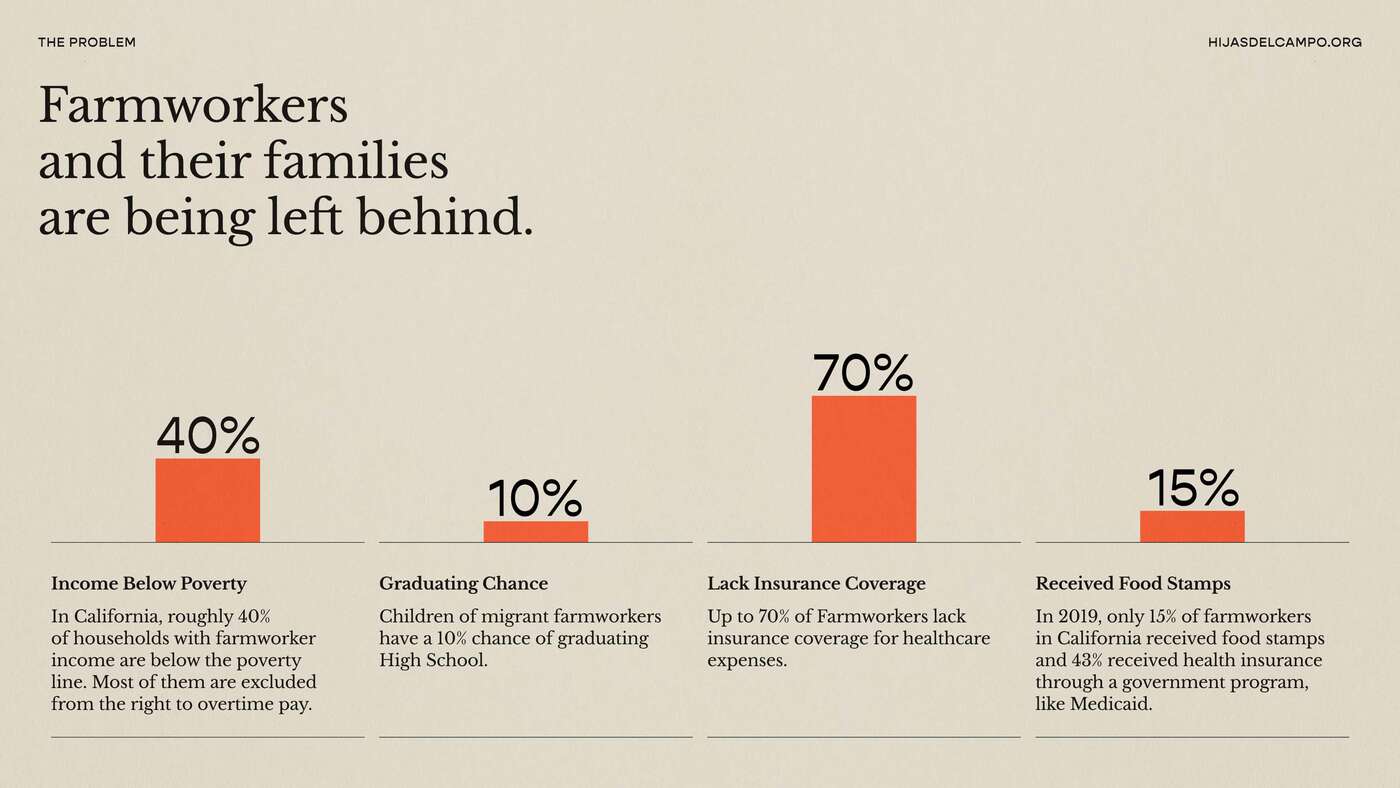 THE PROBLEM
HIJASDELCAMPO.ORG
Farmworkers
and their families
are being left behind.
40%
10%
70%
15%
Income Below Poverty
In California, roughly 40%
of households with farmworker
income are below the poverty
line. Most of them are excluded
from the right to overtime pay.
Graduating Chance
Children of migrant farmworkers
have a 10% chance of graduating
High School.
Lack Insurance Coverage
Up to 70% of Farmworkers lack
insurance coverage for healthcare
expenses.
Received Food Stamps
In 2019, only 15% of farmworkers
in California received food stamps
and 43% received health insurance
through a government program,
like Medicaid.